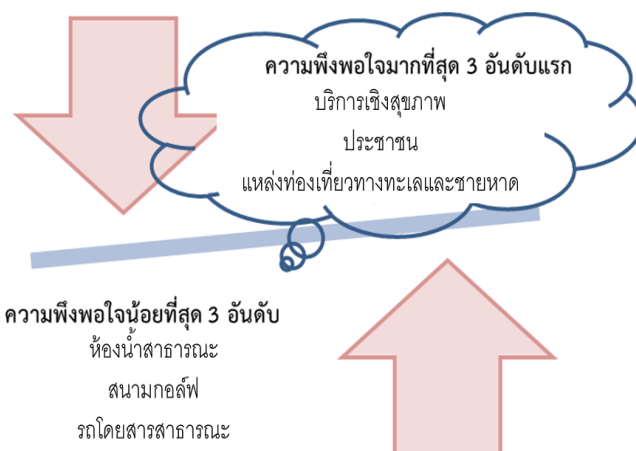 ความพึงพอใจมากที่สุด 3 อันดับแรก
บริการเชิงสุขภาพ
ประชาชน
แหล่งท่องเที่ยวทางทะเลและชายหาด
ความพึงพอใจน้อยที่สุด 3 อันดับ
ห้องน้ำสาธารณะ
สนามกอล์ฟ
รถโดยสารสาธารณะ